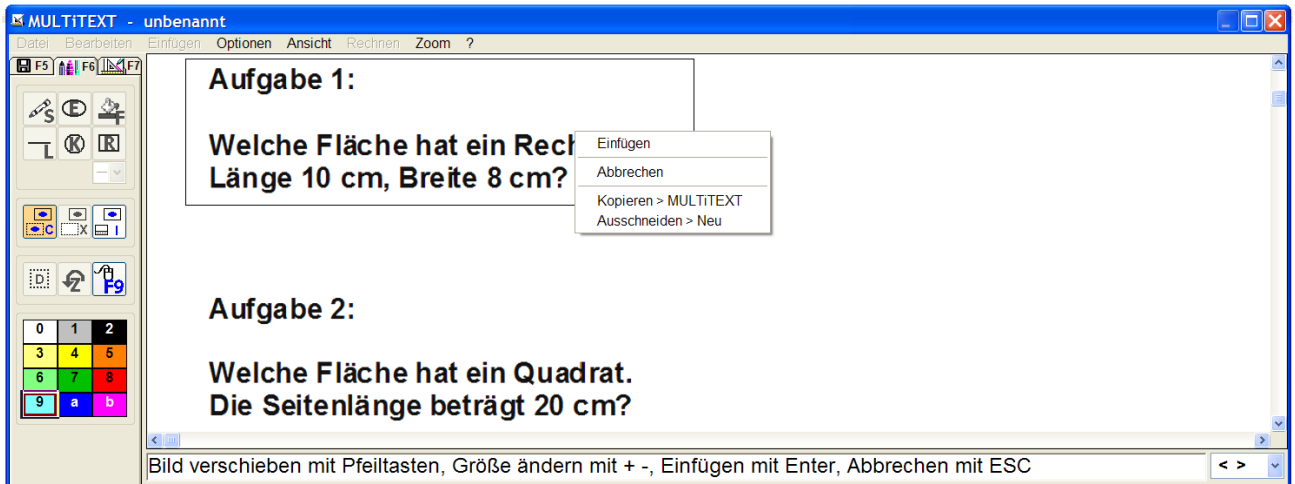 MULTiTEXT - unbenannt
Datei Bearbeiten Einfügen Optionen Ansicht Rechnen Zoom ?
F5 F6 F7
Aufgabe 1:
S E F
Welche Fläche hat ein Rech
L K R
Länge 10 cm, Breite 8 cm?
Einfügen
Abbrechen
Kopieren > MULTiTEXT
Ausschneiden > Neu
C X I
D Z F9
Aufgabe 2:
0 1 2
3 4 5
6 7 8
9 a b
Welche Fläche hat ein Quadrat.
Die Seitenlänge beträgt 20 cm?
Bild verschieben mit Pfeiltasten, Größe ändern mit + -, Einfügen mit Enter, Abbrechen mit ESC
< >